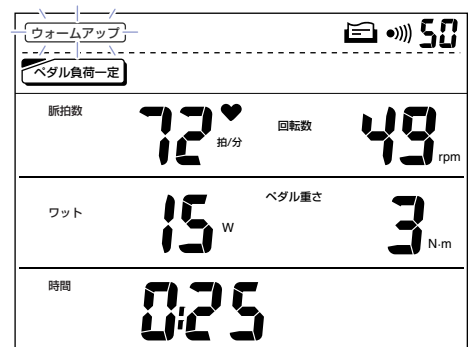 ウォームアップ 50
ペダル負荷一定
脈拍数 72 拍/分 回転数 49 rpm
ワット 15 W ペダル重さ 3 N·m
時間 0:25